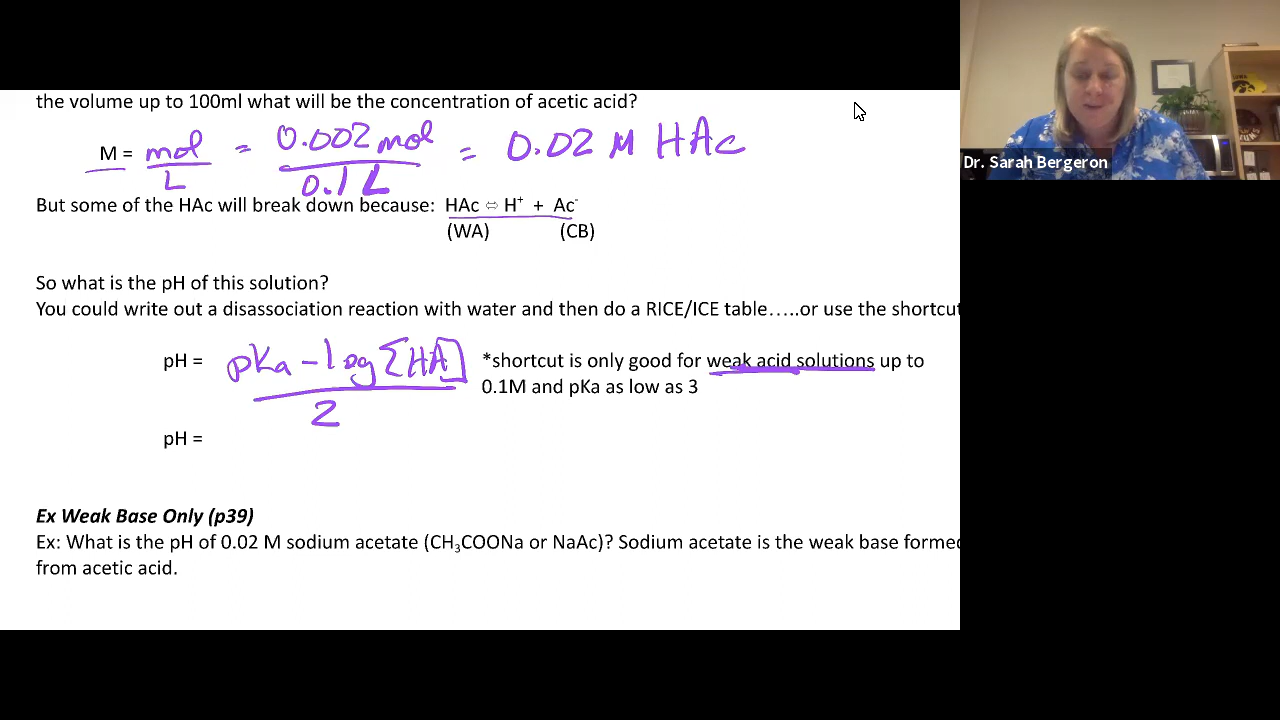 the volume up to 100ml what will be the concentration of acetic acid?
M = mol/L = 0.002 mol/0.1 L = 0.02 M HAc
But some of the HAc will break down because: HAc ⇔ H⁺ + Ac⁻
(WA) (CB)
So what is the pH of this solution?
You could write out a disassociation reaction with water and then do a RICE/ICE table…..or use the shortcut
pH = pKa - log [HA]/2 *shortcut is only good for weak acid solutions up to
0.1M and pKa as low as 3
pH =
Ex Weak Base Only (p39)
Ex: What is the pH of 0.02 M sodium acetate (CH₃COONa or NaAc)? Sodium acetate is the weak base formed
from acetic acid.
Dr. Sarah Bergeron